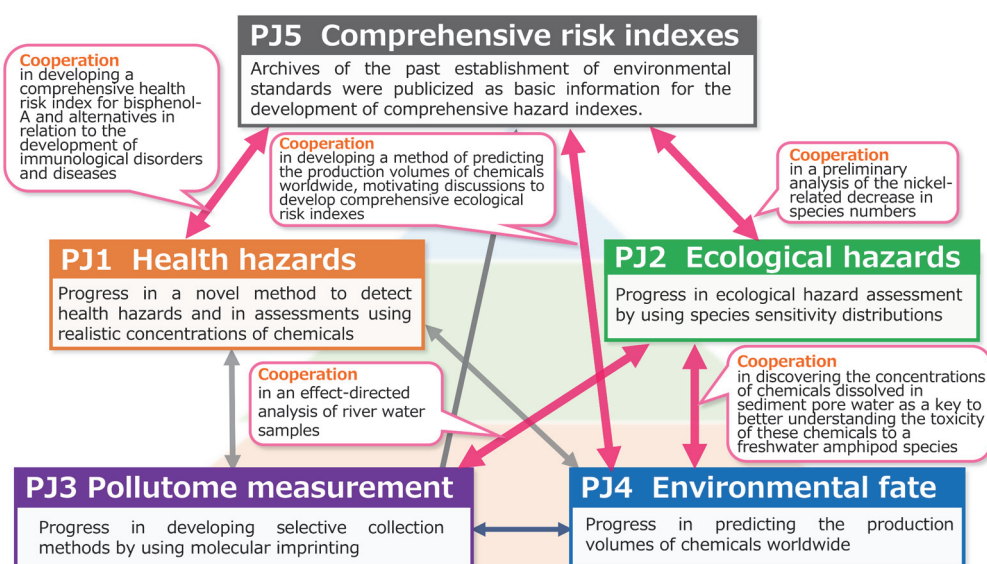 PJ5 Comprehensive risk indexes
Archives of the past establishment of environmental
standards were publicized as basic information for the
development of comprehensive hazard indexes.
Cooperation
in developing a
comprehensive health
risk index for bisphenol-
A and alternatives in
relation to the
development of
immunological disorders
and diseases
Cooperation
in developing a method of predicting
the production volumes of chemicals
worldwide, motivating discussions to
develop comprehensive ecological
risk indexes
Cooperation
in a preliminary
analysis of the nickel-
related decrease in
species numbers
PJ1 Health hazards
Progress in a novel method to detect
health hazards and in assessments using
realistic concentrations of chemicals
PJ2 Ecological hazards
Progress in ecological hazard assessment
by using species sensitivity distributions
Cooperation
in an effect-directed
analysis of river water
samples
Cooperation
in discovering the concentrations
of chemicals dissolved in
sediment pore water as a key to
better understanding the toxicity
of these chemicals to a
freshwater amphipod species
PJ3 Pollutome measurement
Progress in developing selective collection
methods by using molecular imprinting
PJ4 Environmental fate
Progress in predicting the production
volumes of chemicals worldwide